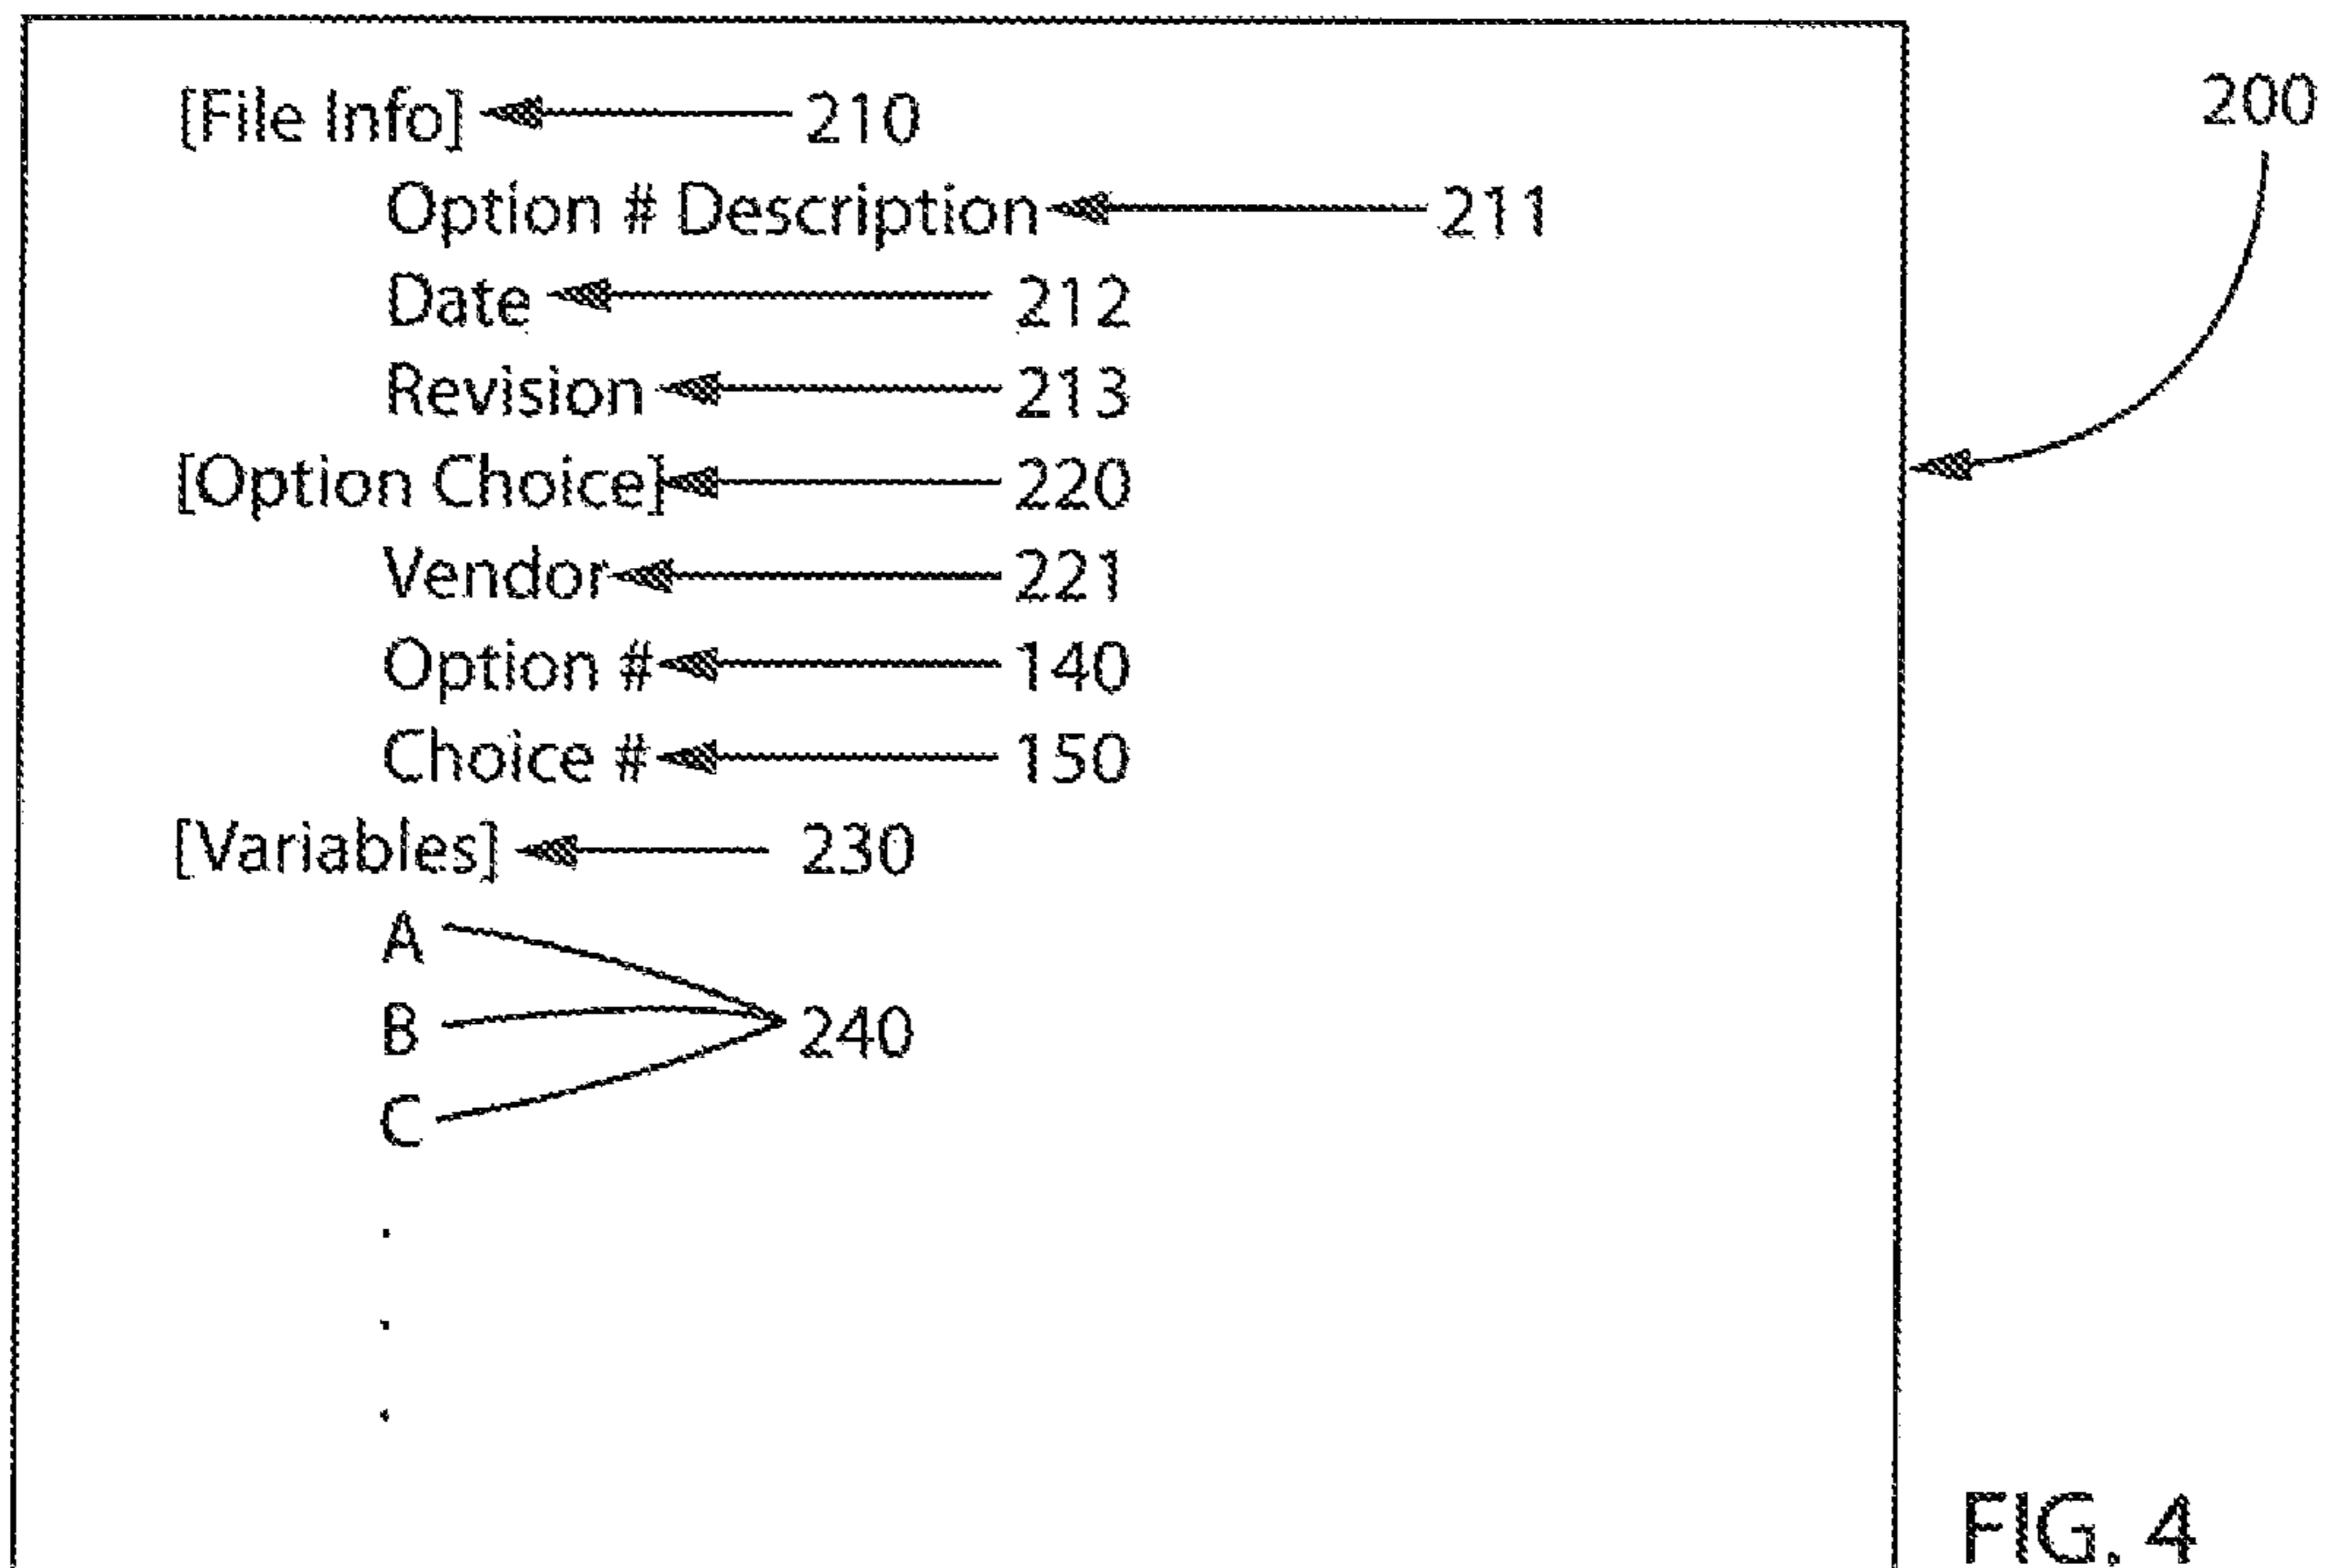 [File Info] 210
200
Option # Description 211
Date 212
Revision 213
[Option Choice] 220
Vendor 221
Option # 140
Choice # 150
[Variables] 230
A
B 240
C
.
.
.
FIG. 4